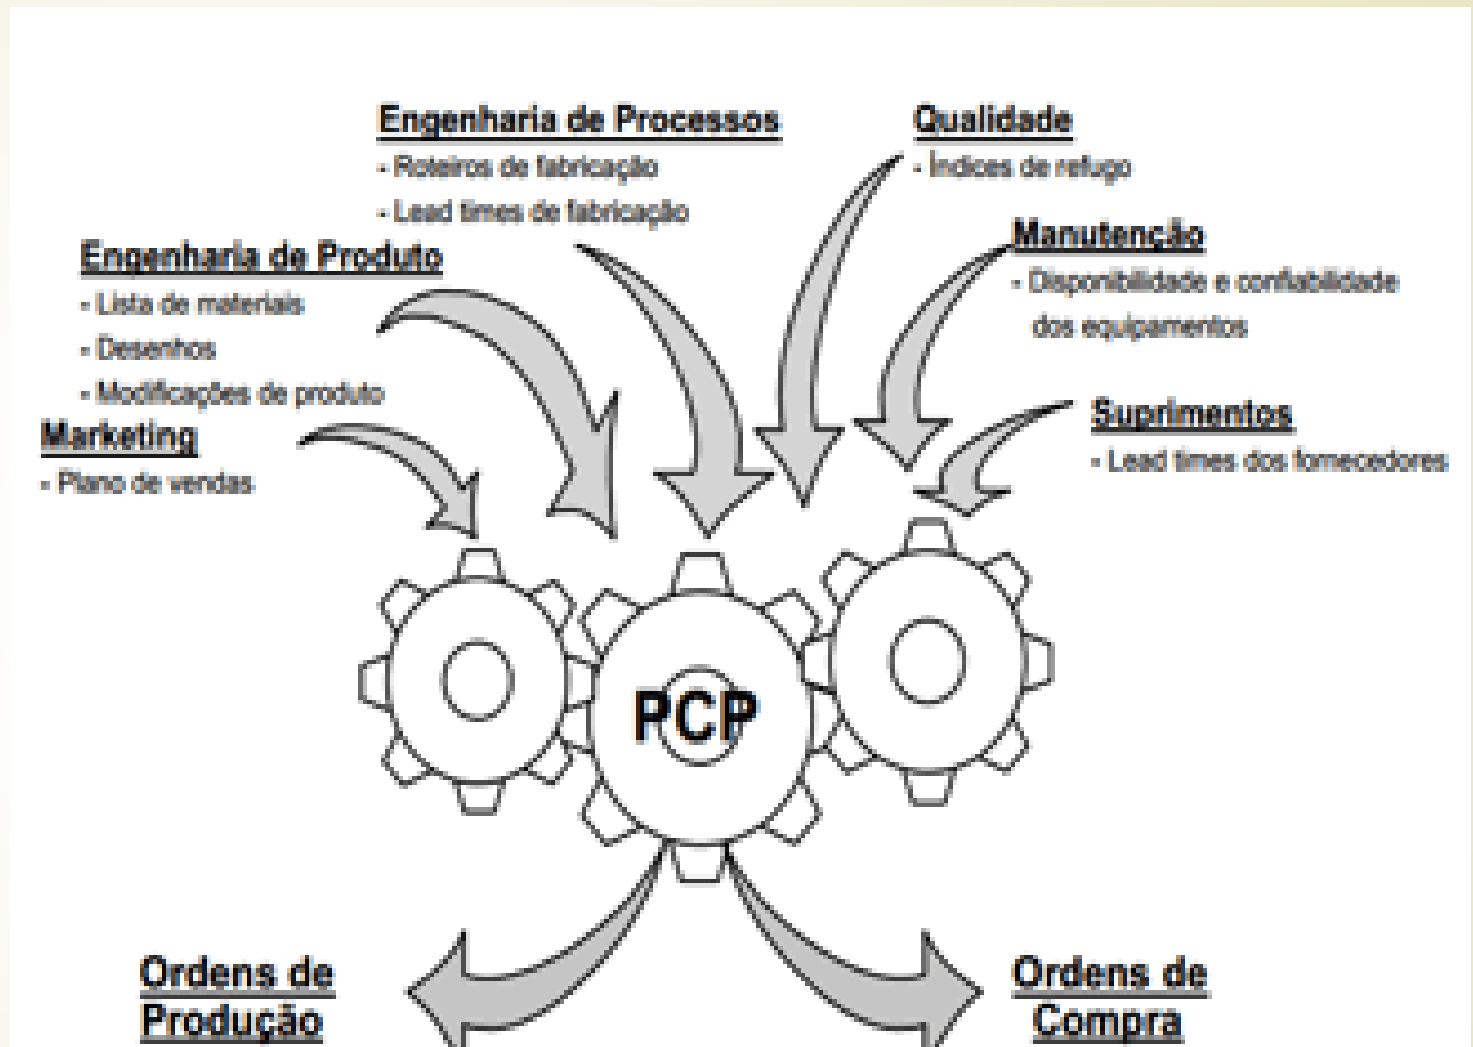 Engenharia de Processos
- Roteiros de fabricação
- Lead times de fabricação
Qualidade
- Índices de refugo
Engenharia de Produto
- Lista de materiais
- Desenhos
- Modificações de produto
Manutenção
- Disponibilidade e confiabilidade
dos equipamentos
Marketing
- Plano de vendas
Suprimentos
- Lead times dos fornecedores
PCP
Ordens de
Produção
Ordens de
Compra